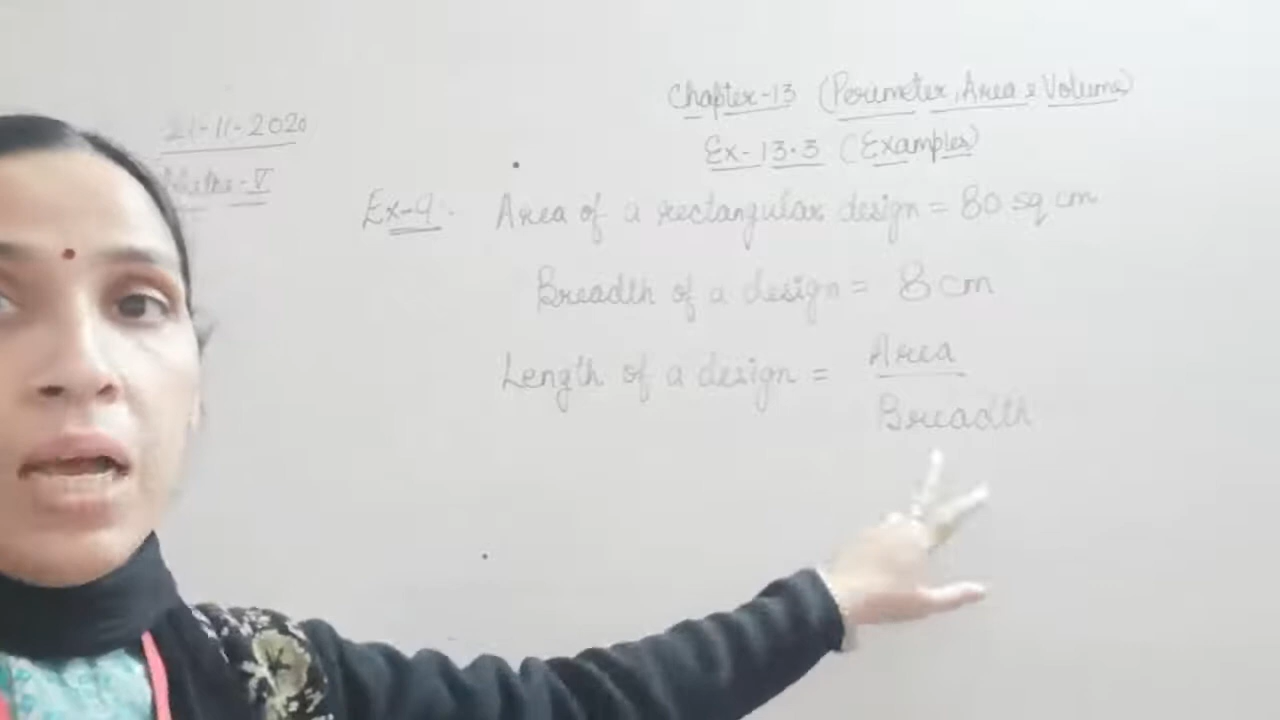 21-11-2020
Maths-V
Chapter-13 (Perimeter, Area & Volume)
Ex-13.3 (Examples)
Ex-9. Area of a rectangular design = 80 sq cm
Breadth of a design = 8 cm
Length of a design = Area
Breadth